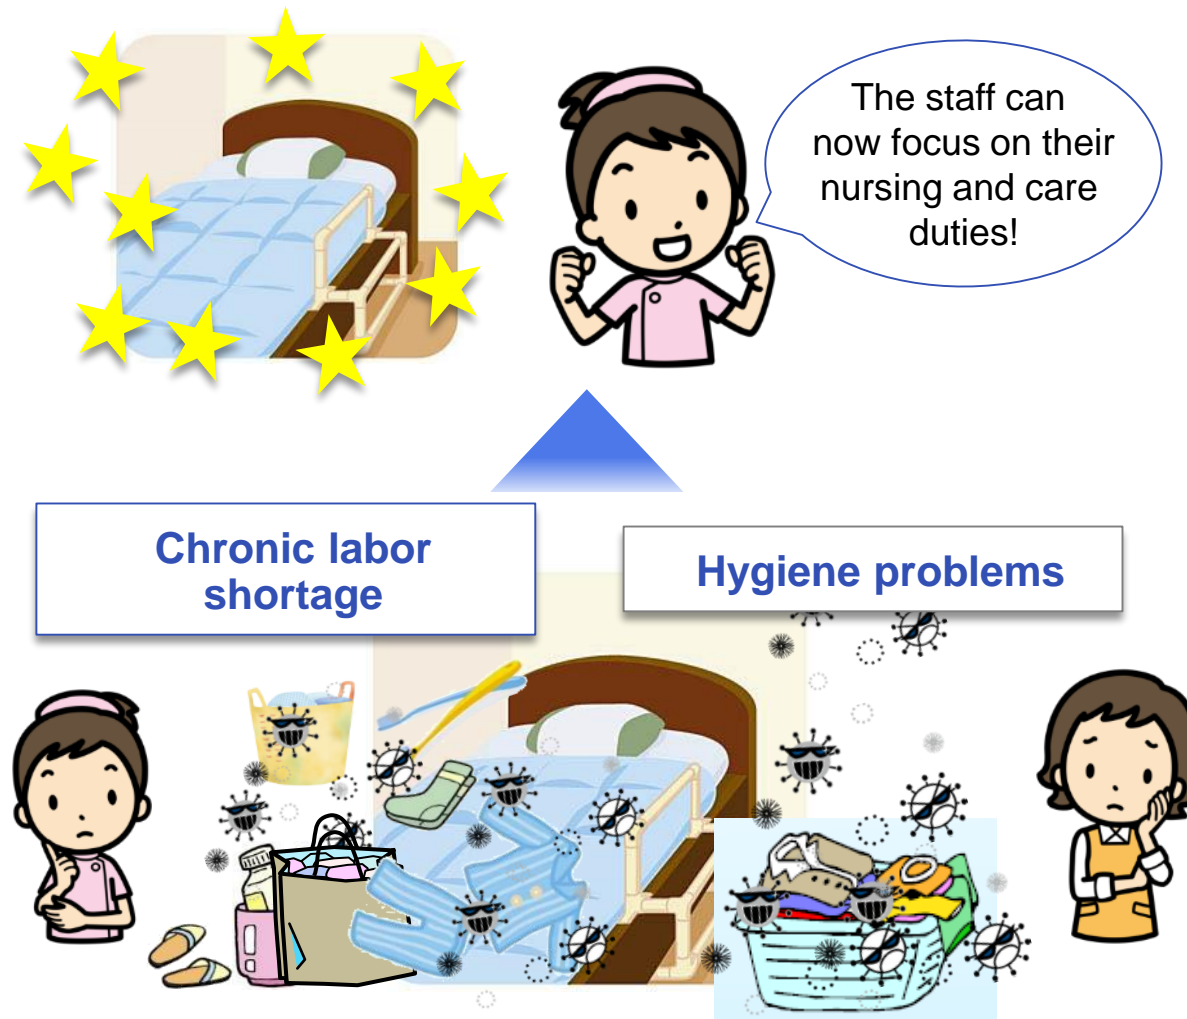 The staff can
now focus on their
nursing and care
duties!
Chronic labor
shortage
Hygiene problems